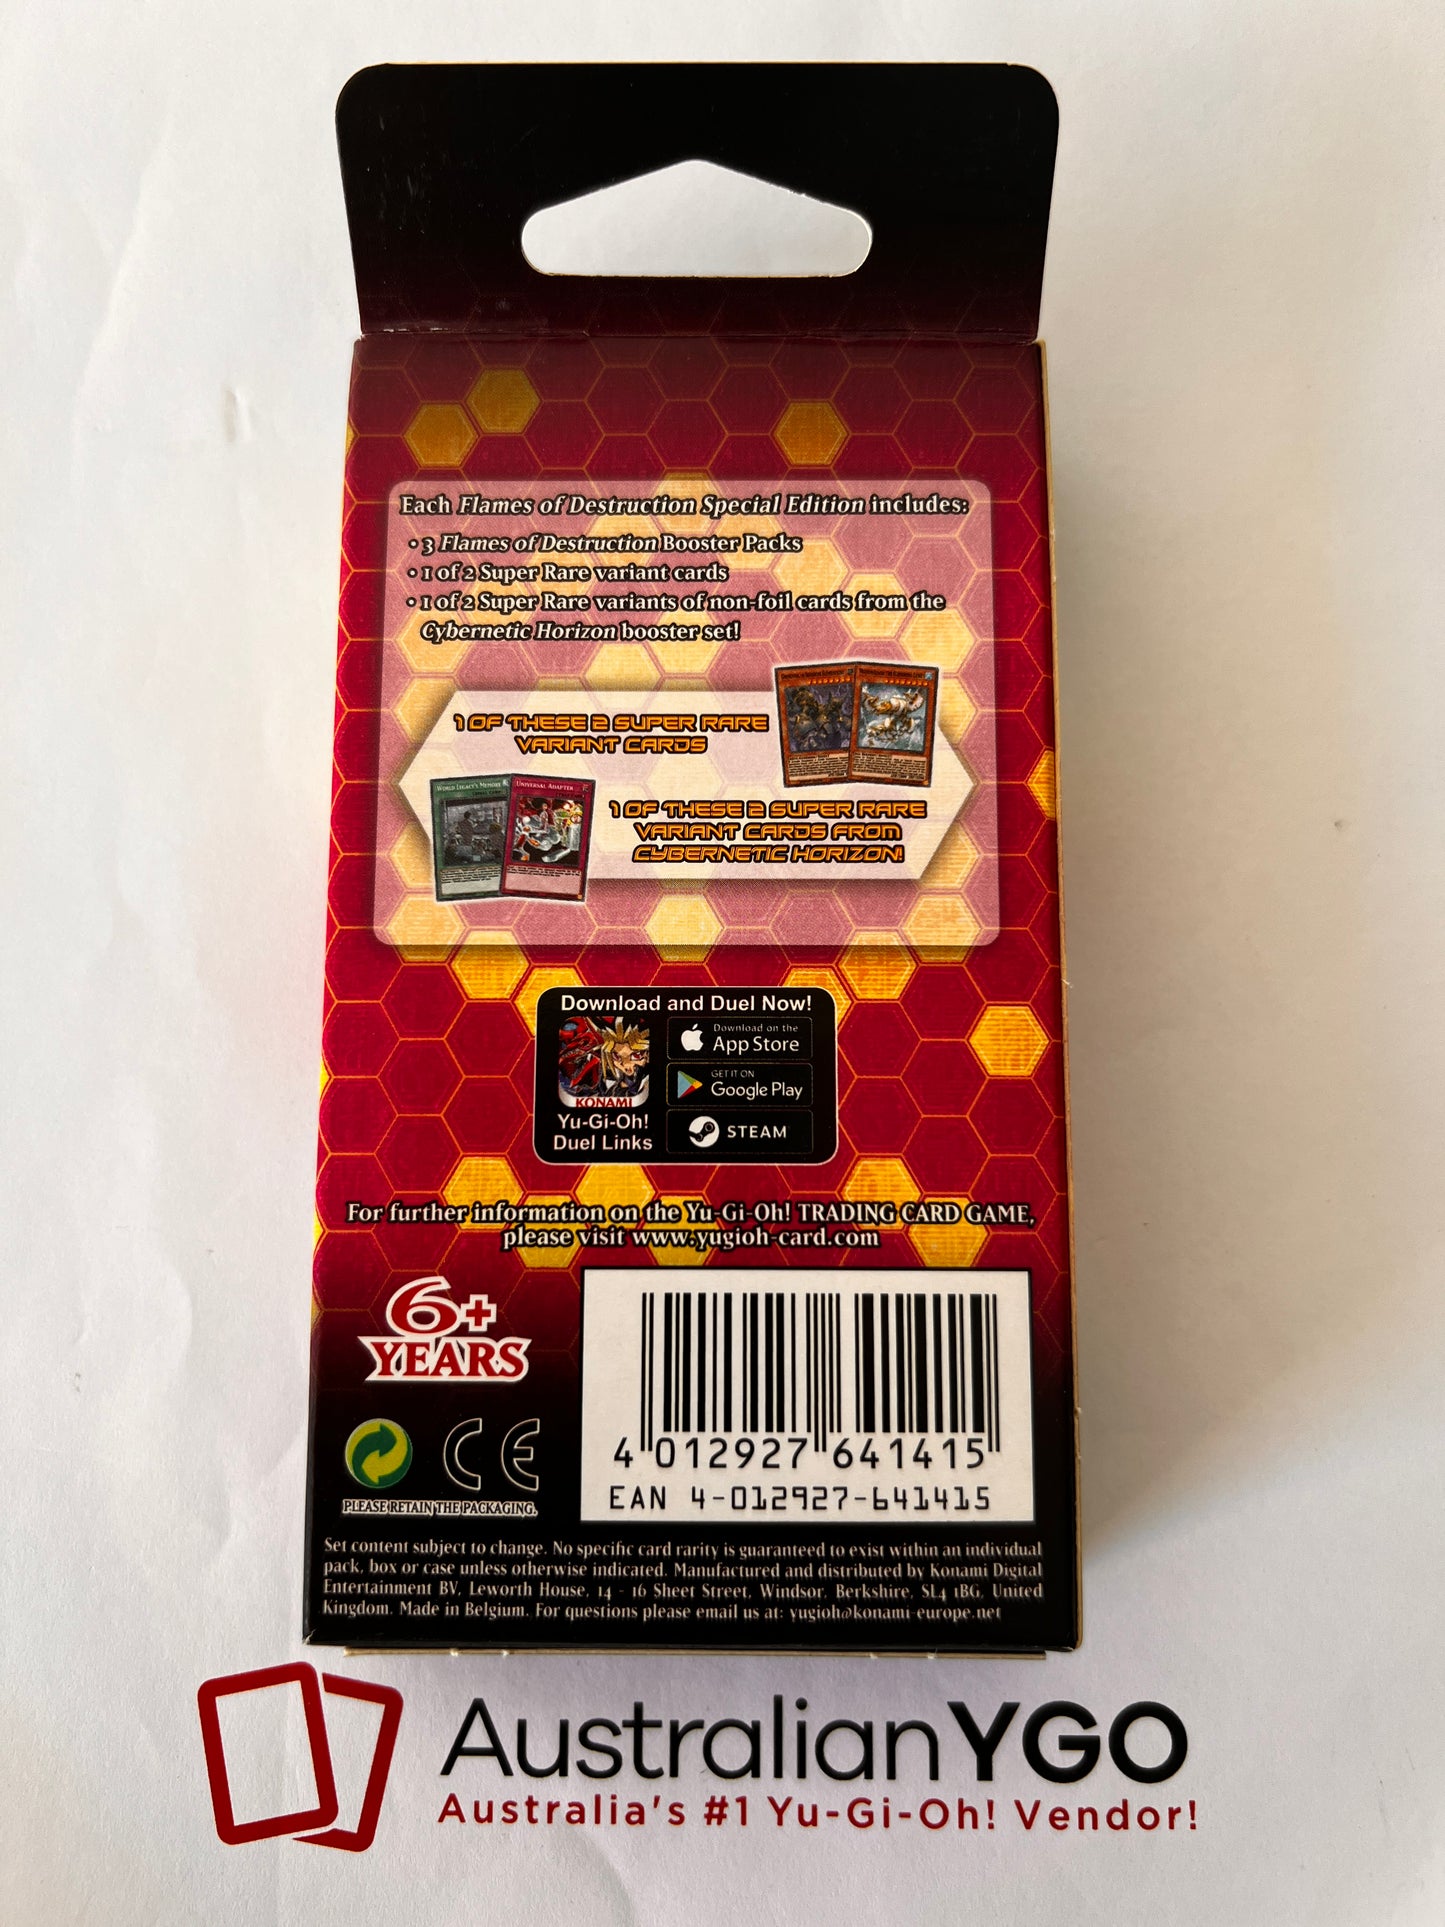 Each Flames of Destruction Special Edition includes:
• 3 Flames of Destruction Booster Packs
• 1 of 2 Super Rare variant cards
• 1 of 2 Super Rare variants of non-foil cards from the
Cybernetic Horizon booster set!
1 OF THESE 2 SUPER RARE
VARIANT CARDS
WORLD LEGACY'S MEMORY
UNIVERSAL ADAPTER
1 OF THESE 2 SUPER RARE
VARIANT CARDS FROM
CYBERNETIC HORIZON!
Download and Duel Now!
KONAMI
Yu-Gi-Oh!
Duel Links
Download on the
App Store
GET IT ON
Google Play
STEAM
For further information on the Yu-Gi-Oh! TRADING CARD GAME,
please visit www.yugioh-card.com
6+
YEARS
CE
PLEASE RETAIN THE PACKAGING.
4 012927 641415
EAN 4-012927-641415
Set content subject to change. No specific card rarity is guaranteed to exist within an individual
pack, box or case unless otherwise indicated. Manufactured and distributed by Konami Digital
Entertainment BV, Leworth House, 14 - 16 Sheet Street, Windsor, Berkshire, SL4 1BG, United
Kingdom. Made in Belgium. For questions please email us at: yugioh@konami-europe.net
AustralianYGO
Australia's #1 Yu-Gi-Oh! Vendor!